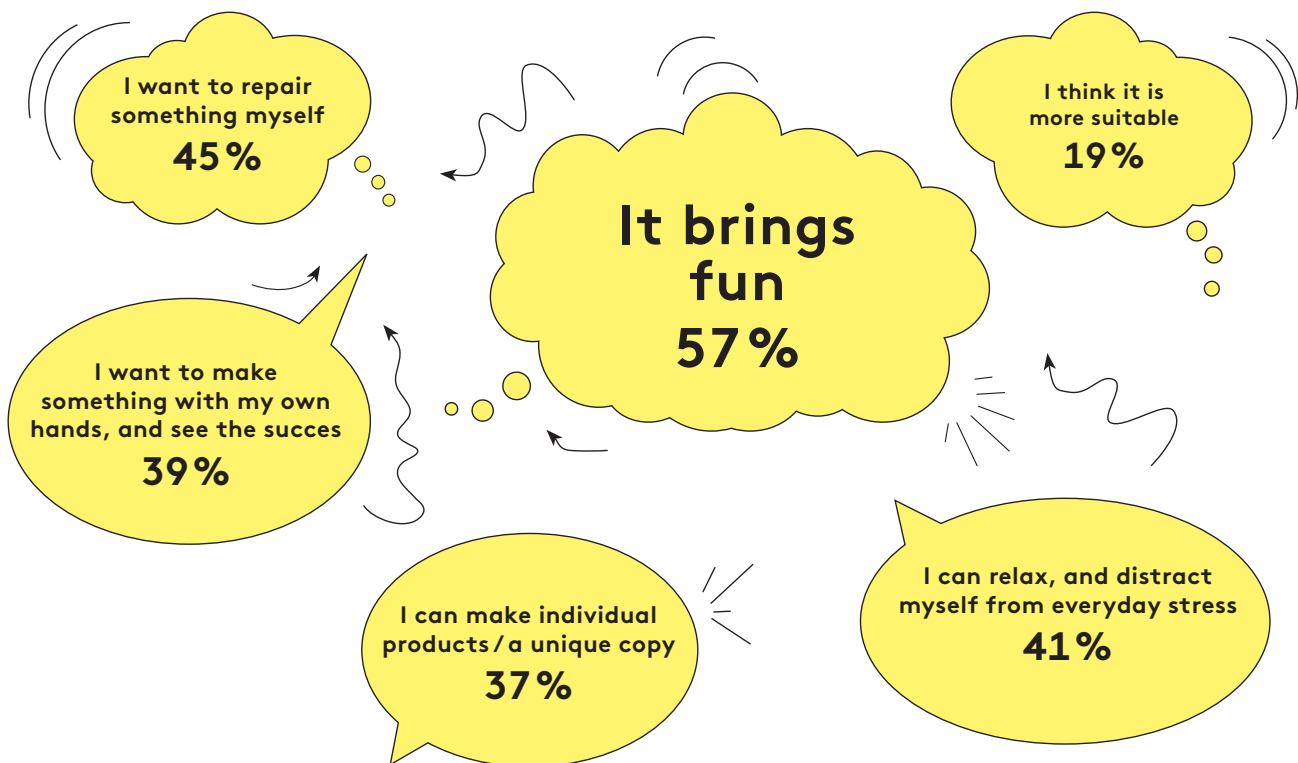 I want to repair
something myself
45 %
I think it is
more suitable
19 %
It brings
fun
57 %
I want to make
something with my own
hands, and see the succes
39 %
I can relax, and distract
myself from everyday stress
41 %
I can make individual
products / a unique copy
37 %